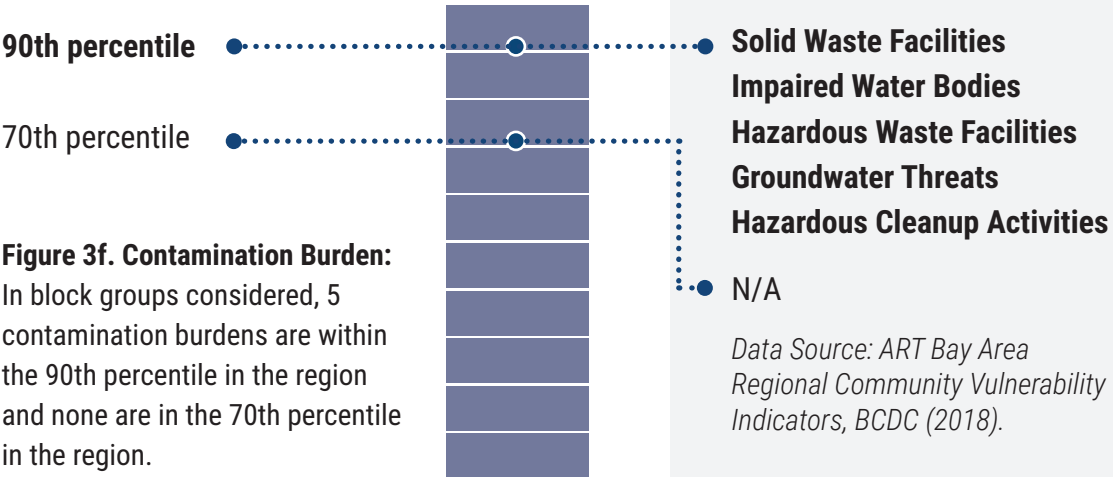 90th percentile
70th percentile
Figure 3f. Contamination Burden:
In block groups considered, 5
contamination burdens are within
the 90th percentile in the region
and none are in the 70th percentile
in the region.
Solid Waste Facilities
Impaired Water Bodies
Hazardous Waste Facilities
Groundwater Threats
Hazardous Cleanup Activities
N/A
Data Source: ART Bay Area
Regional Community Vulnerability
Indicators, BCDC (2018).